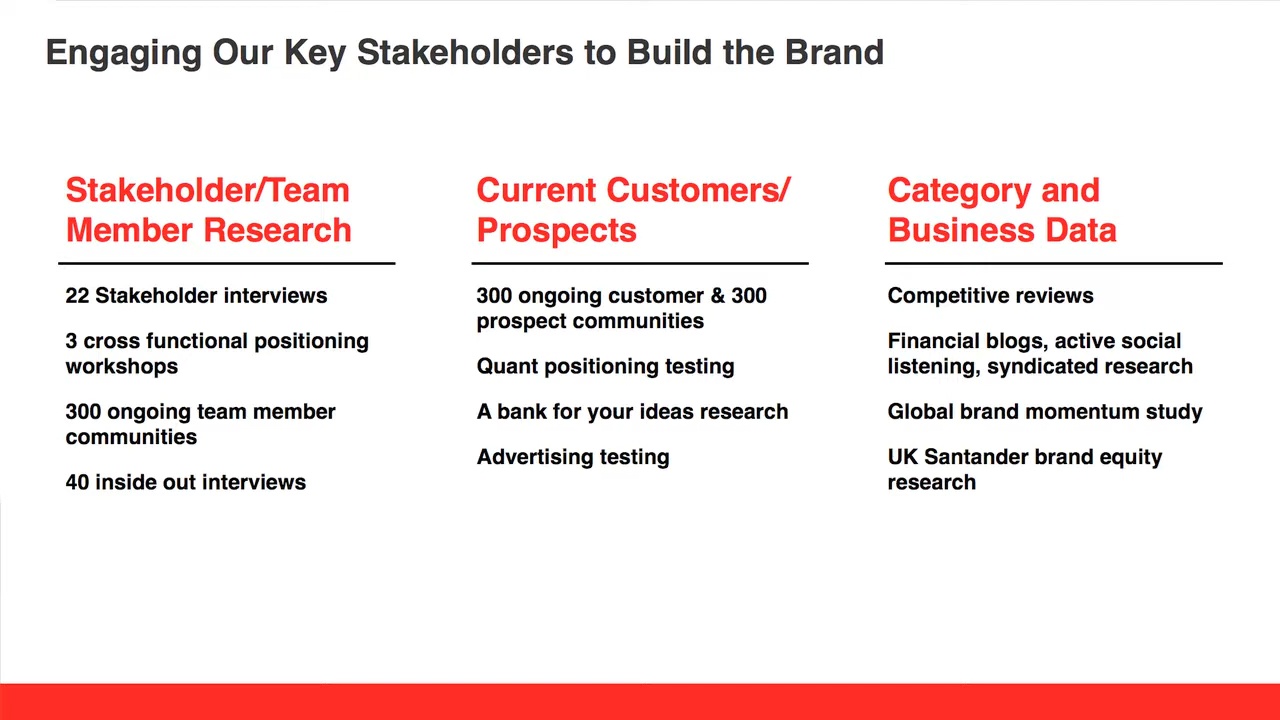 Engaging Our Key Stakeholders to Build the Brand
Stakeholder/Team
Member Research
22 Stakeholder interviews
3 cross functional positioning
workshops
300 ongoing team member
communities
40 inside out interviews
Current Customers/
Prospects
300 ongoing customer & 300
prospect communities
Quant positioning testing
A bank for your ideas research
Advertising testing
Category and
Business Data
Competitive reviews
Financial blogs, active social
listening, syndicated research
Global brand momentum study
UK Santander brand equity
research